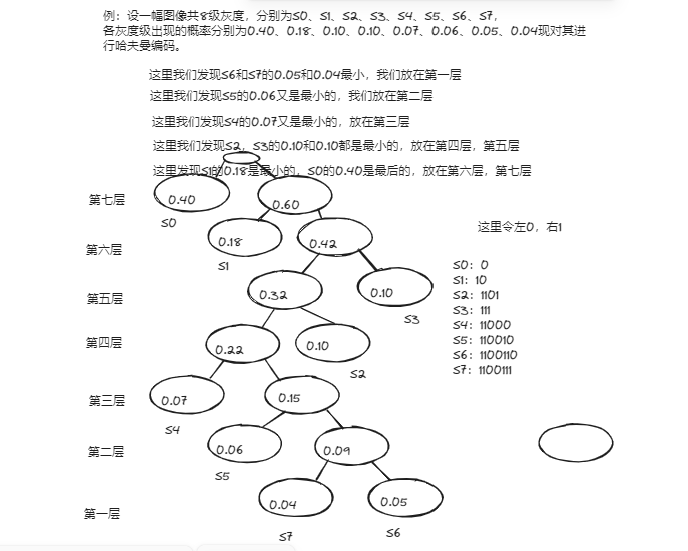 例：设一幅图像共8级灰度，分别为S0、S1、S2、S3、S4、S5、S6、S7，
各灰度级出现的概率分别为0.40、0.18、0.10、0.10、0.07、0.06、0.05、0.04现对其进
行哈夫曼编码。
这里我们发现S6和S7的0.05和0.04最小，我们放在第一层
这里我们发现S5的0.06又是最小的，我们放在第二层
这里我们发现S4的0.07又是最小的，放在第三层
这里我们发现S2，S3的0.10和0.10都是最小的，放在第四层，第五层
这里发现S1的0.18是最小的，S0的0.40是最后的，放在第六层，第七层
第七层
0.40
0.60
S0
这里令左0，右1
0.18
0.42
第六层
S1
S0：0
S1：10
S2：1101
S3：111
S4：11000
S5：110010
S6：1100110
S7：1100111
第五层
0.32
0.10
S3
第四层
0.22
0.10
S2
第三层
0.07
0.15
S4
第二层
0.06
0.09
S5
第一层
0.04
0.05
S7
S6